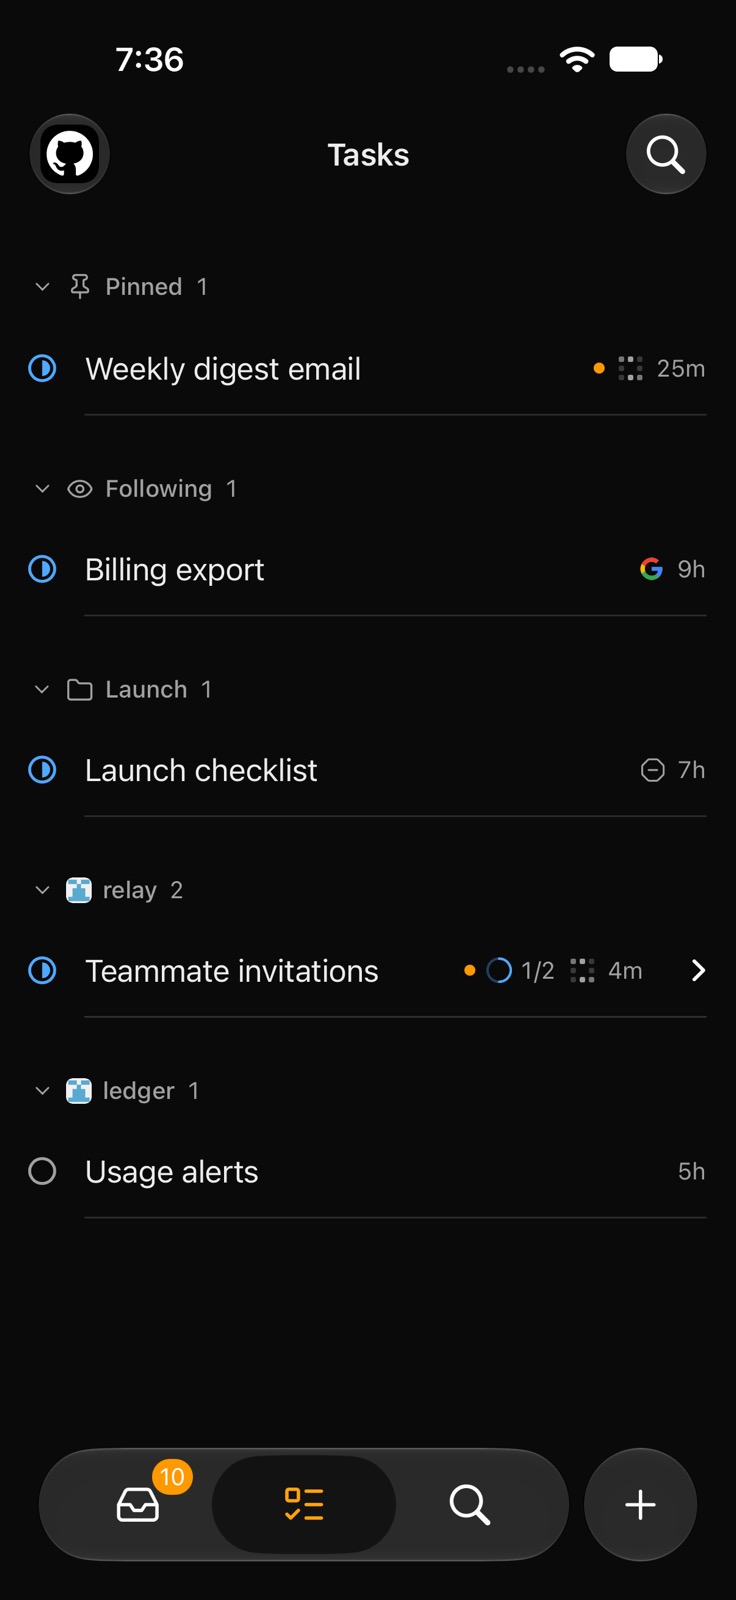 7:36
Tasks
Pinned 1
Weekly digest email 25m
Following 1
Billing export 9h
Launch 1
Launch checklist 7h
relay 2
Teammate invitations 1/2 4m
ledger 1
Usage alerts 5h
10